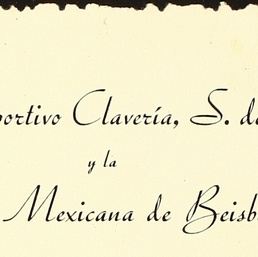 portivo Clavería, S. de
y la
Mexicana de Beisb